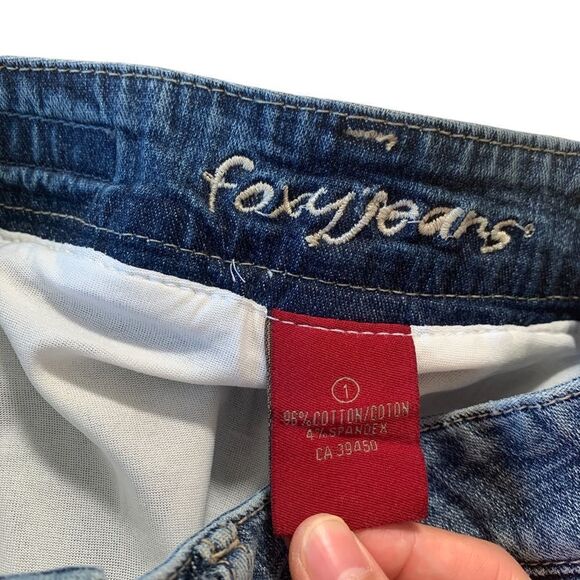 foxyjeans
1
96% COTTON/COTON
4% SPANDEX
CA 39450